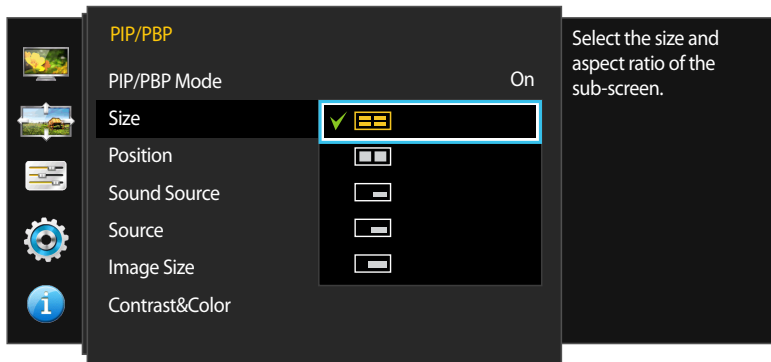 PIP/PBP
PIP/PBP Mode On
Size
Position
Sound Source
Source
Image Size
Contrast&Color
Select the size and
aspect ratio of the
sub-screen.